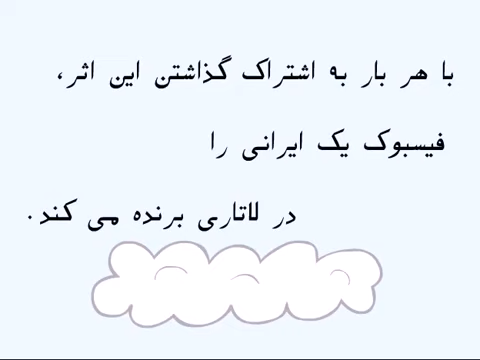 با هر بار به اشتراک گذاشتن این اثر،
فیسبوک یک ایرانی را
در لاتاری برنده می کند.